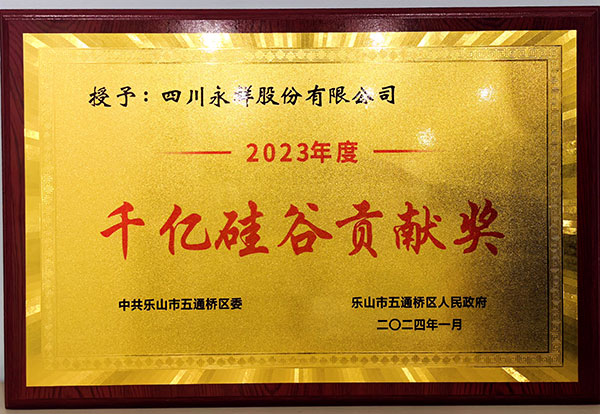 授予：四川永祥股份有限公司
2023年度
千亿硅谷贡献奖
中共乐山市五通桥区委
乐山市五通桥区人民政府
二〇二四年一月